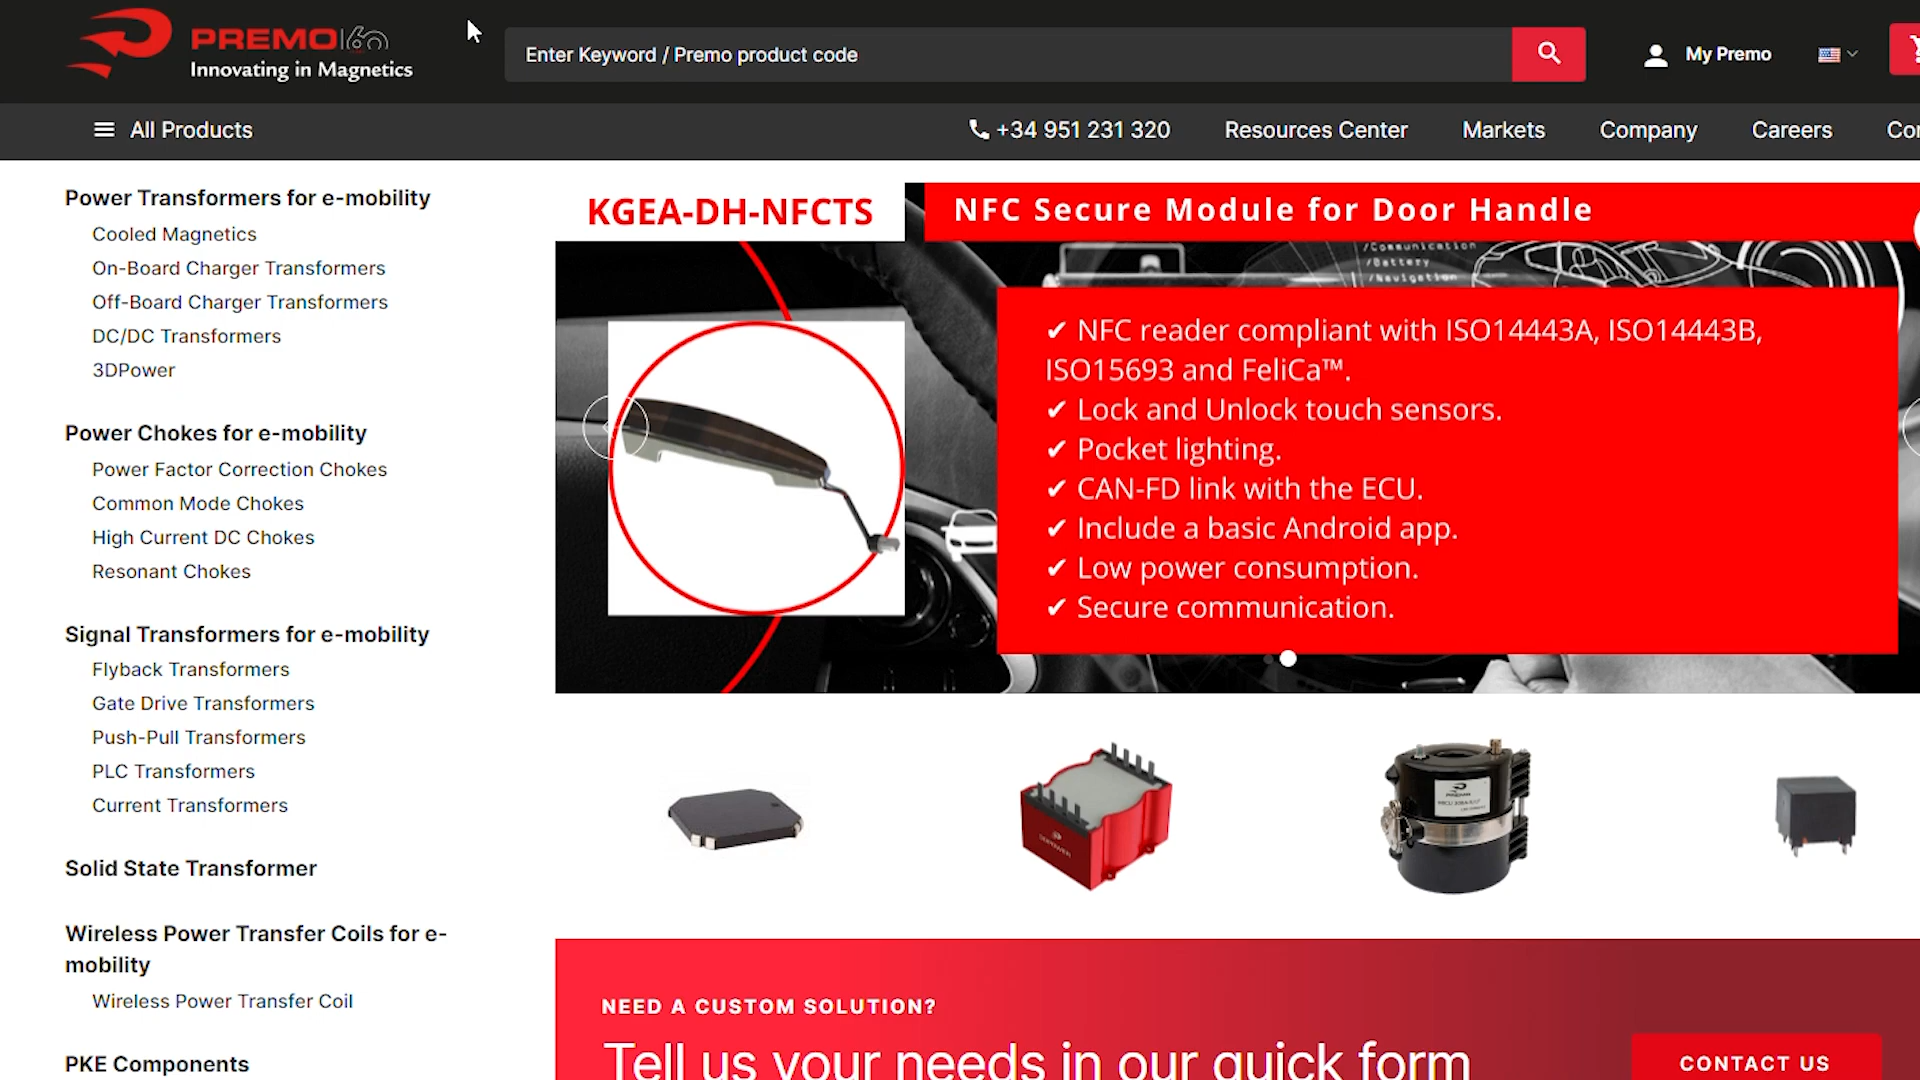 PREMO 60
Innovating in Magnetics
Enter Keyword / Premo product code
My Premo
All Products
+34 951 231 320
Resources Center
Markets
Company
Careers
Power Transformers for e-mobility
Cooled Magnetics
On-Board Charger Transformers
Off-Board Charger Transformers
DC/DC Transformers
3DPower
Power Chokes for e-mobility
Power Factor Correction Chokes
Common Mode Chokes
High Current DC Chokes
Resonant Chokes
Signal Transformers for e-mobility
Flyback Transformers
Gate Drive Transformers
Push-Pull Transformers
PLC Transformers
Current Transformers
Solid State Transformer
Wireless Power Transfer Coils for e-
mobility
Wireless Power Transfer Coil
PKE Components
KGEA-DH-NFCTS
NFC Secure Module for Door Handle
/Communication
/Battery
/Navigation
✔ NFC reader compliant with ISO14443A, ISO14443B,
ISO15693 and FeliCa™.
✔ Lock and Unlock touch sensors.
✔ Pocket lighting.
✔ CAN-FD link with the ECU.
✔ Include a basic Android app.
✔ Low power consumption.
✔ Secure communication.
3DPOWER
PREMO
NEED A CUSTOM SOLUTION?
Tell us your needs in our quick form
CONTACT US